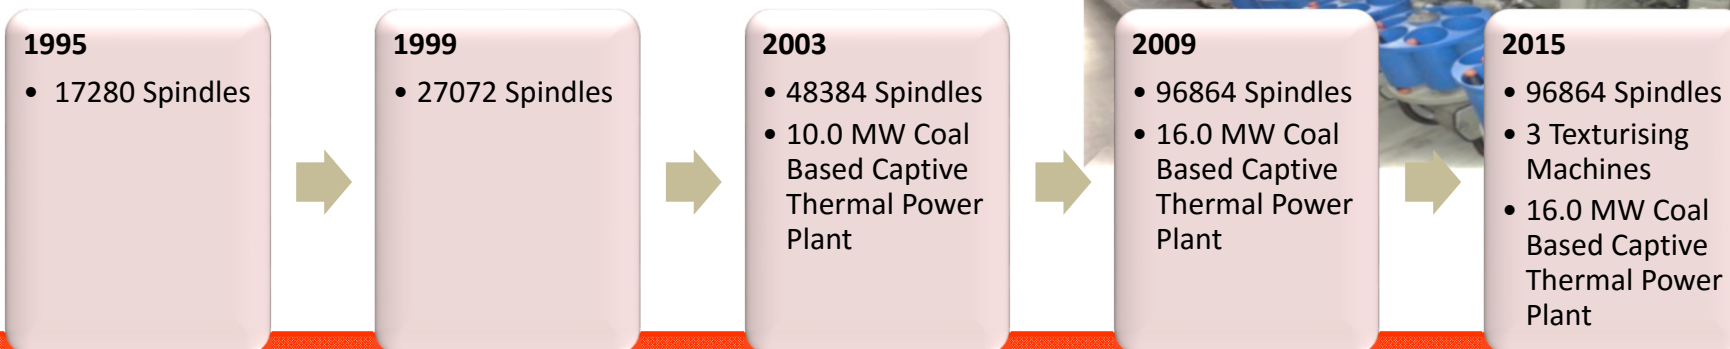 1995
• 17280 Spindles
1999
• 27072 Spindles
2003
• 48384 Spindles
• 10.0 MW Coal
Based Captive
Thermal Power
Plant
2009
• 96864 Spindles
• 16.0 MW Coal
Based Captive
Thermal Power
Plant
2015
• 96864 Spindles
• 3 Texturising
Machines
• 16.0 MW Coal
Based Captive
Thermal Power
Plant